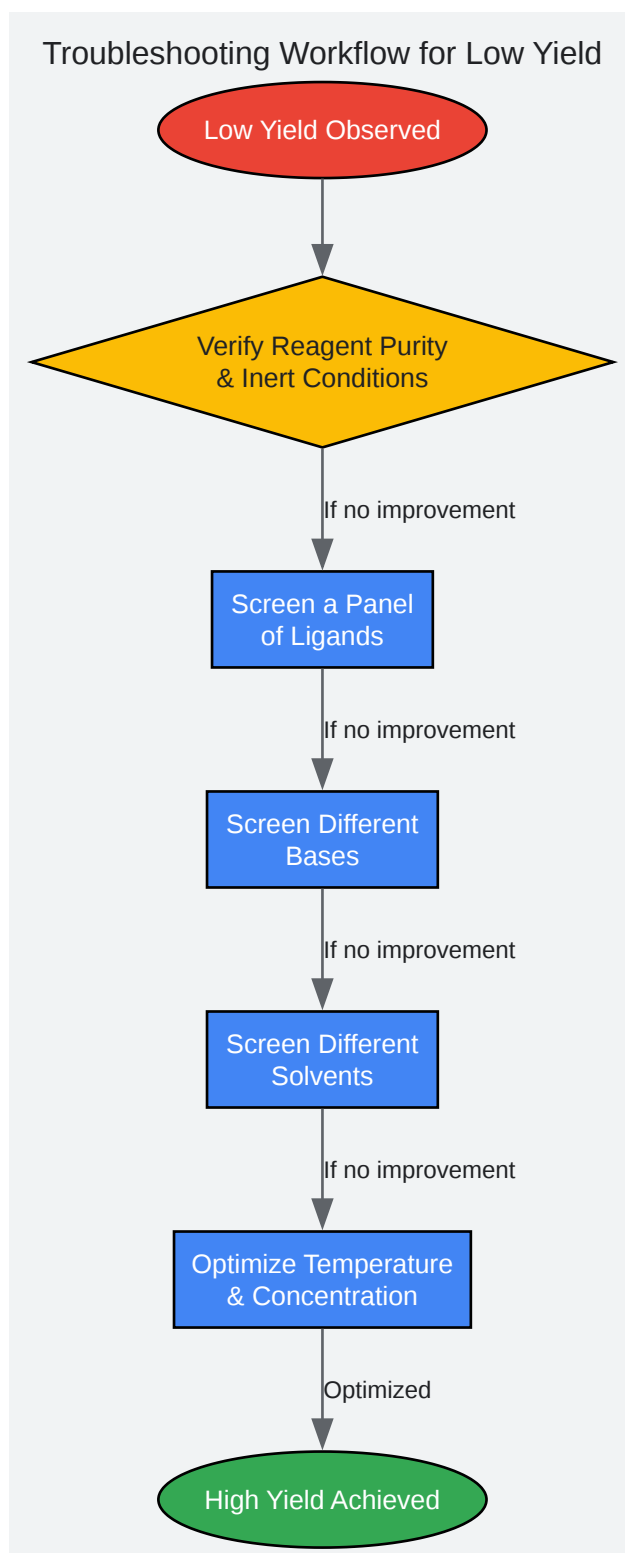 Troubleshooting Workflow for Low Yield
Low Yield Observed
Verify Reagent Purity
& Inert Conditions
If no improvement
Screen a Panel
of Ligands
If no improvement
Screen Different
Bases
If no improvement
Screen Different
Solvents
If no improvement
Optimize Temperature
& Concentration
Optimized
High Yield Achieved